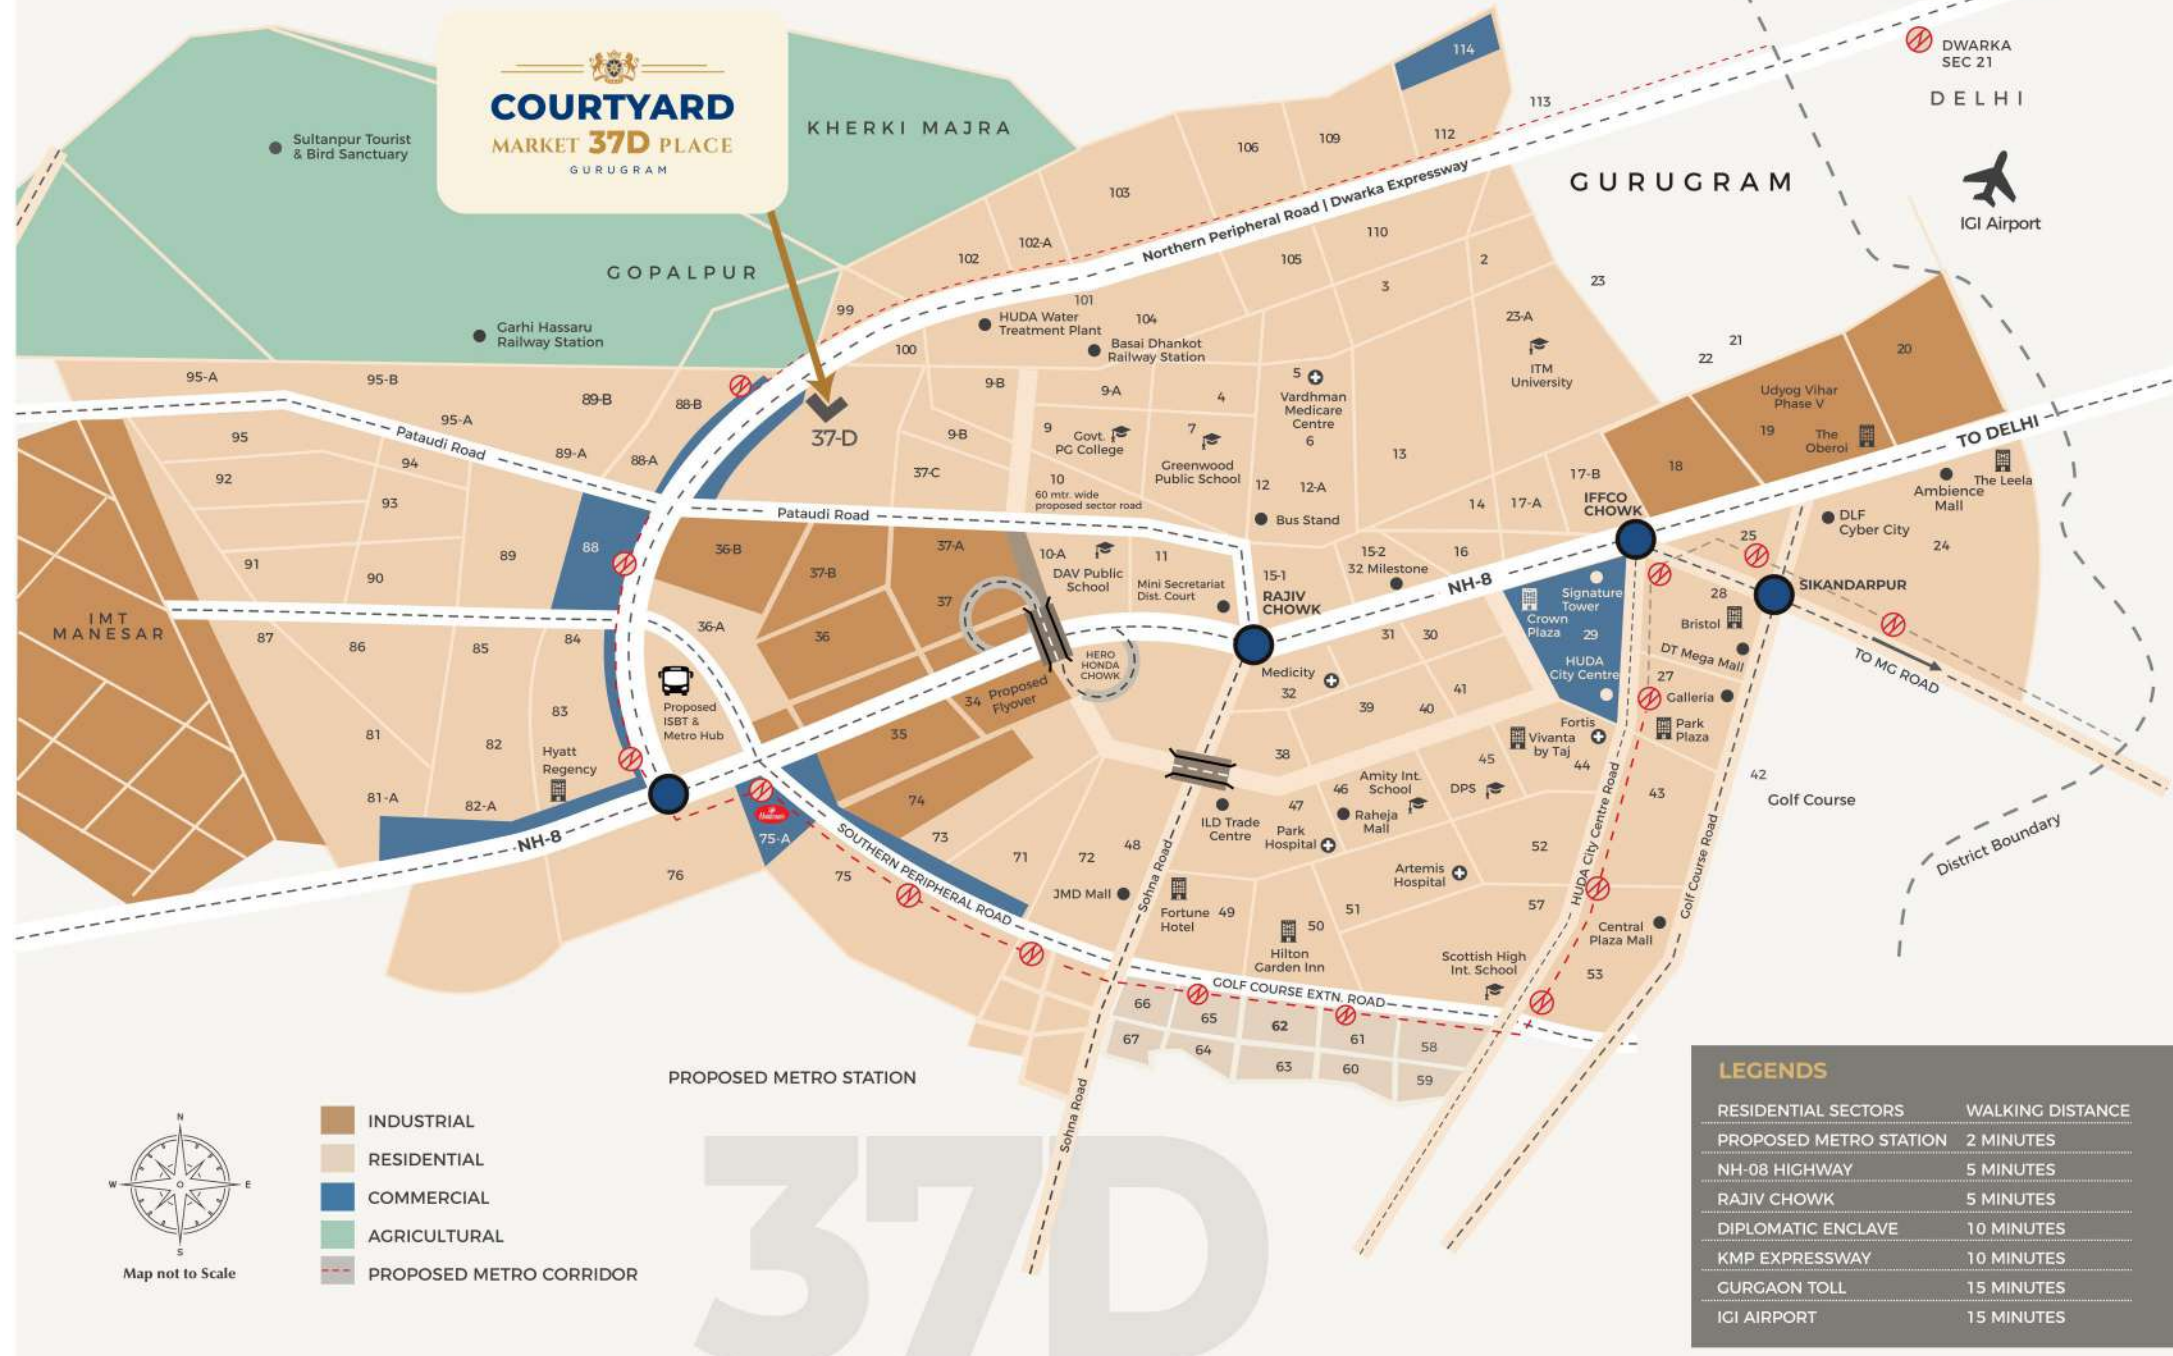 COURTYARD
MARKET 37D PLACE
GURUGRAM
KHERKI MAJRA
Sultanpur Tourist
& Bird Sanctuary
GOPALPUR
Garhi Hassaru
Railway Station
114
113
DWARKA
SEC 21
DELHI
GURUGRAM
IGI Airport
112
109
106
103
102-A
102
Northern Peripheral Road | Dwarka Expressway
110
105
2
3
23
99
101
HUDA Water
Treatment Plant
104
Basai Dhankot
Railway Station
100
23-A
ITM
University
21
22
20
Udyog Vihar
Phase V
19
The
Oberoi
18
TO DELHI
The Leela
Ambience
Mall
DLF
Cyber City
24
25
95-A
95-B
95-A
89-B
88-B
Pataudi Road
95
94
89-A
88-A
92
93
37-D
9-B
9-A
4
5
Vardhman
Medicare
Centre
6
9-B
9
Govt.
PG College
7
Greenwood
Public School
13
37-C
10
60 mtr. wide
proposed sector road
12
12-A
Bus Stand
14
17-A
17-B
IFFCO
CHOWK
Pataudi Road
91
90
89
88
36-B
37-A
37-B
37
10-A
DAV Public
School
11
Mini Secretariat
Dist. Court
15-1
RAJIV
CHOWK
15-2
32 Milestone
16
NH-8
Signature
Tower
Crown
Plaza
29
HUDA
City Centre
28
Bristol
SIKANDARPUR
DT Mega Mall
27
Galleria
Park
Plaza
TO MG ROAD
IMT
MANESAR
87
86
85
84
36-A
36
HERO
HONDA
CHOWK
31
30
Medicity
32
41
39
40
Proposed
ISBT &
Metro Hub
34
Proposed
Flyover
83
81
82
Hyatt
Regency
35
38
Fortis
Vivanta
by Taj
44
45
81-A
82-A
NH-8
75-A
74
73
Amity Int.
School
46
DPS
47
Raheja
Mall
ILD Trade
Centre
Park
Hospital
43
42
Golf Course
District Boundary
76
75
SOUTHERN PERIPHERAL ROAD
71
72
48
JMD Mall
Sohna Road
Artemis
Hospital
52
HUDA City Centre Road
Golf Course Road
Fortune
Hotel
49
50
51
57
Hilton
Garden Inn
Central
Plaza Mall
Scottish High
Int. School
53
GOLF COURSE EXTN. ROAD
66
65
62
61
58
67
64
63
60
59
Sohna Road
PROPOSED METRO STATION
N
W
E
S
Map not to Scale
INDUSTRIAL
RESIDENTIAL
COMMERCIAL
AGRICULTURAL
PROPOSED METRO CORRIDOR
37D
LEGENDS
RESIDENTIAL SECTORS WALKING DISTANCE
PROPOSED METRO STATION 2 MINUTES
NH-08 HIGHWAY 5 MINUTES
RAJIV CHOWK 5 MINUTES
DIPLOMATIC ENCLAVE 10 MINUTES
KMP EXPRESSWAY 10 MINUTES
GURGAON TOLL 15 MINUTES
IGI AIRPORT 15 MINUTES